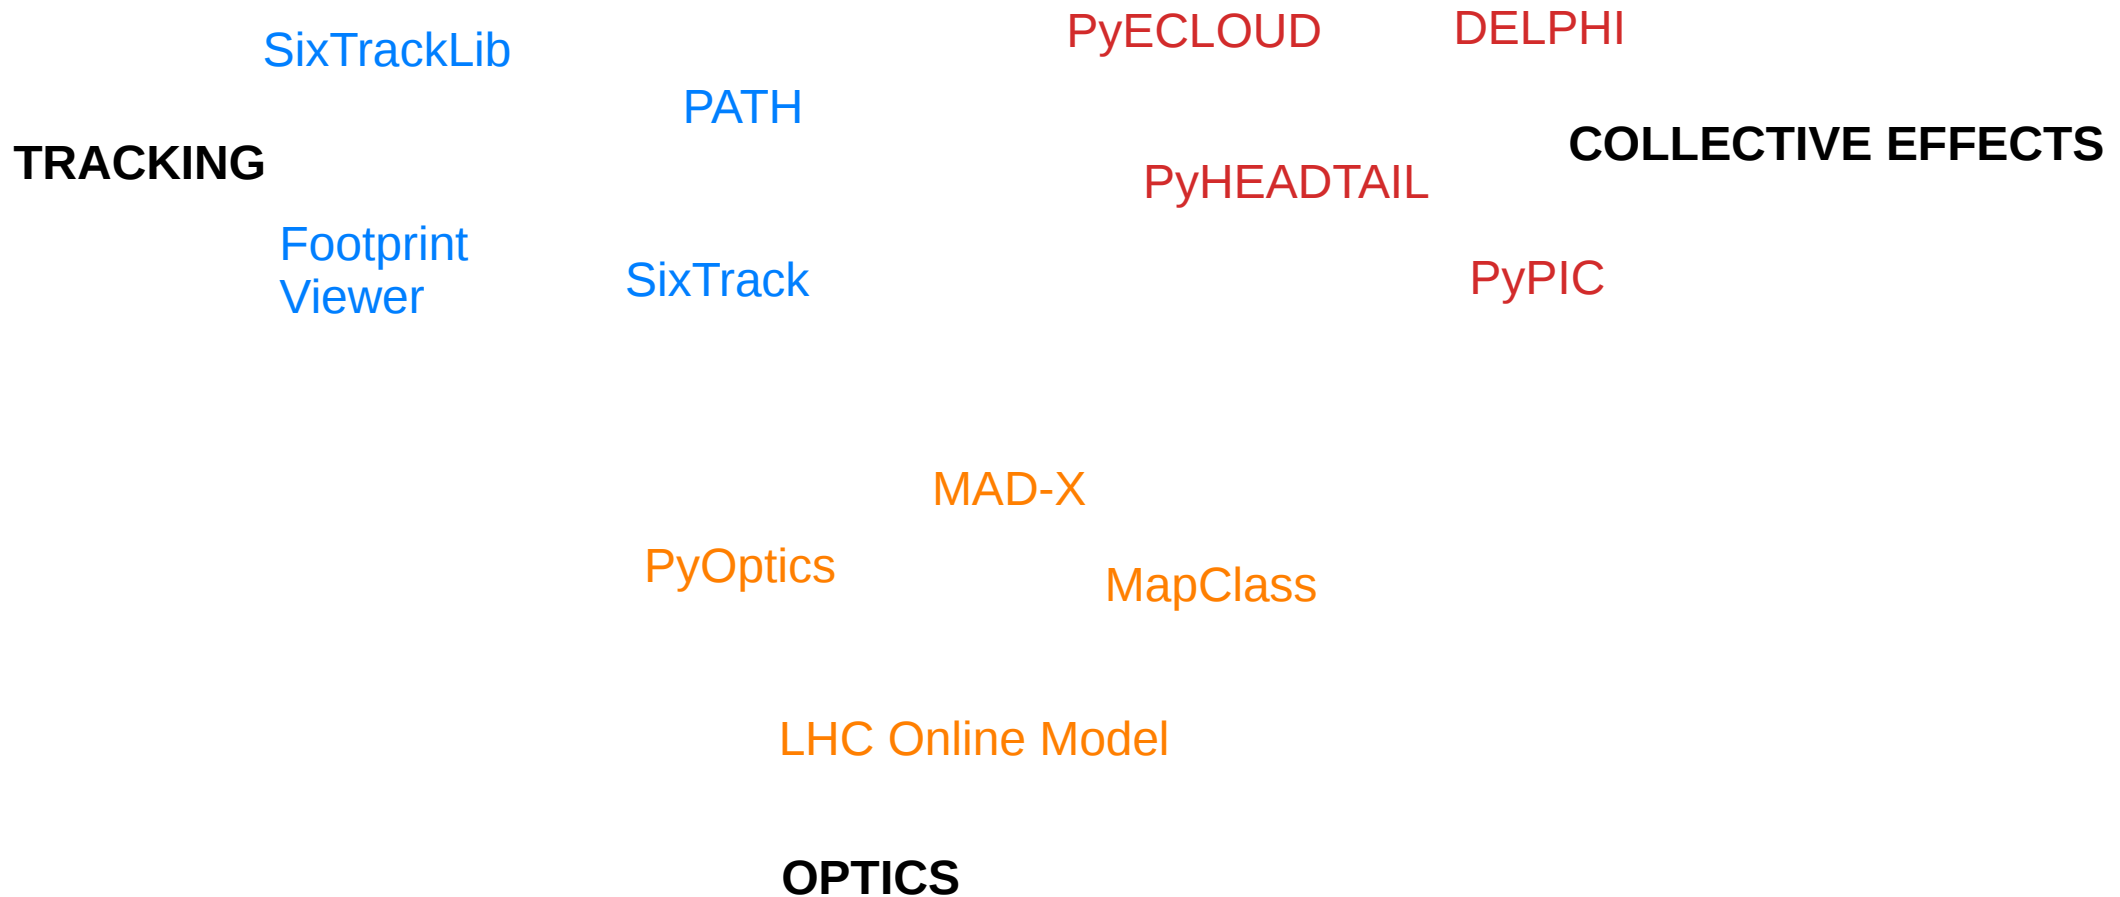 PyECLOUD
DELPHI
SixTrackLib
PATH
COLLECTIVE EFFECTS
TRACKING
PyHEADTAIL
Footprint
Viewer
SixTrack
PyPIC
MAD-X
PyOptics
MapClass
LHC Online Model
OPTICS